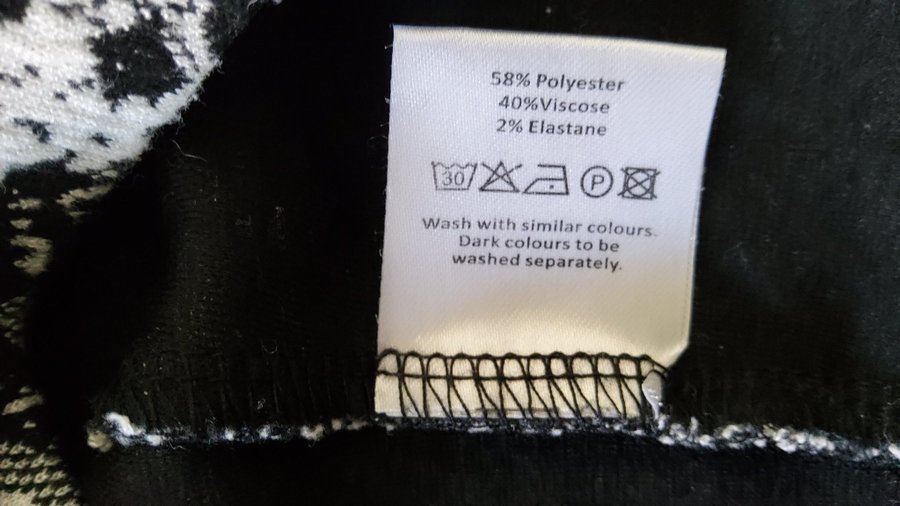 58% Polyester
40%Viscose
2% Elastane
30 P
Wash with similar colours.
Dark colours to be
washed separately.